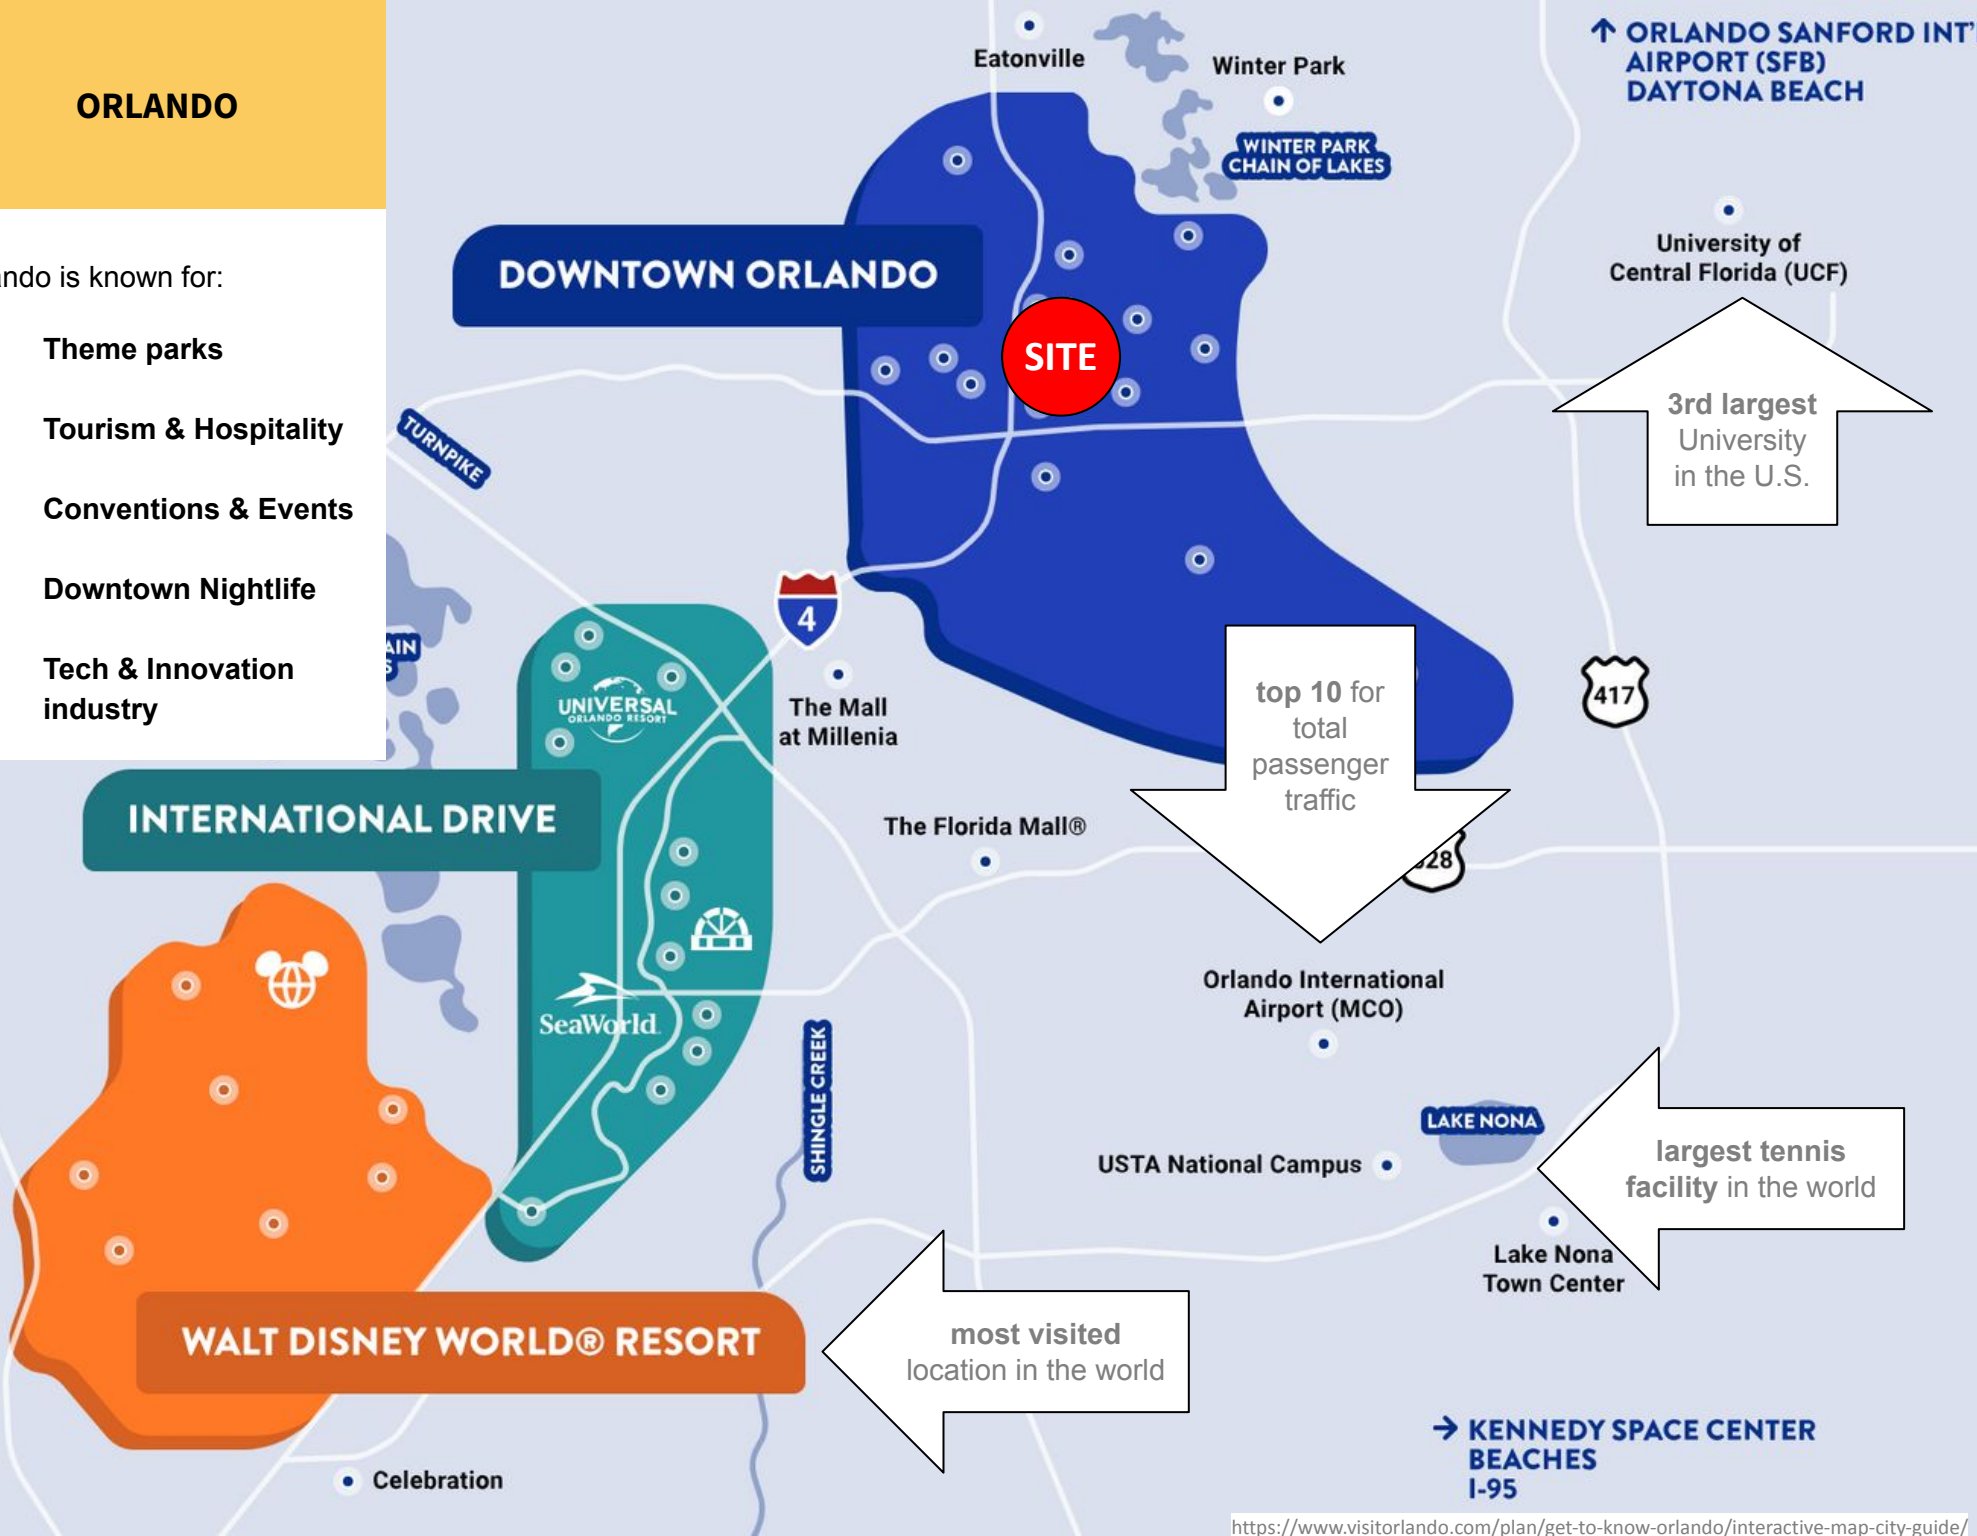 ORLANDO
ando is known for:
Theme parks
Tourism & Hospitality
Conventions & Events
Downtown Nightlife
Tech & Innovation
industry
Eatonville
Winter Park
WINTER PARK
CHAIN OF LAKES
↑ ORLANDO SANFORD INT'
AIRPORT (SFB)
DAYTONA BEACH
University of
Central Florida (UCF)
3rd largest
University
in the U.S.
DOWNTOWN ORLANDO
SITE
TURNPIKE
4
The Mall
at Millenia
UNIVERSAL
ORLANDO RESORT
AIN
S
417
top 10 for
total
passenger
traffic
INTERNATIONAL DRIVE
The Florida Mall®
28
SeaWorld
Orlando International
Airport (MCO)
SHINGLE CREEK
LAKE NONA
USTA National Campus
largest tennis
facility in the world
Lake Nona
Town Center
WALT DISNEY WORLD® RESORT
most visited
location in the world
Celebration
→ KENNEDY SPACE CENTER
BEACHES
I-95
https://www.visitorlando.com/plan/get-to-know-orlando/interactive-map-city-guide/